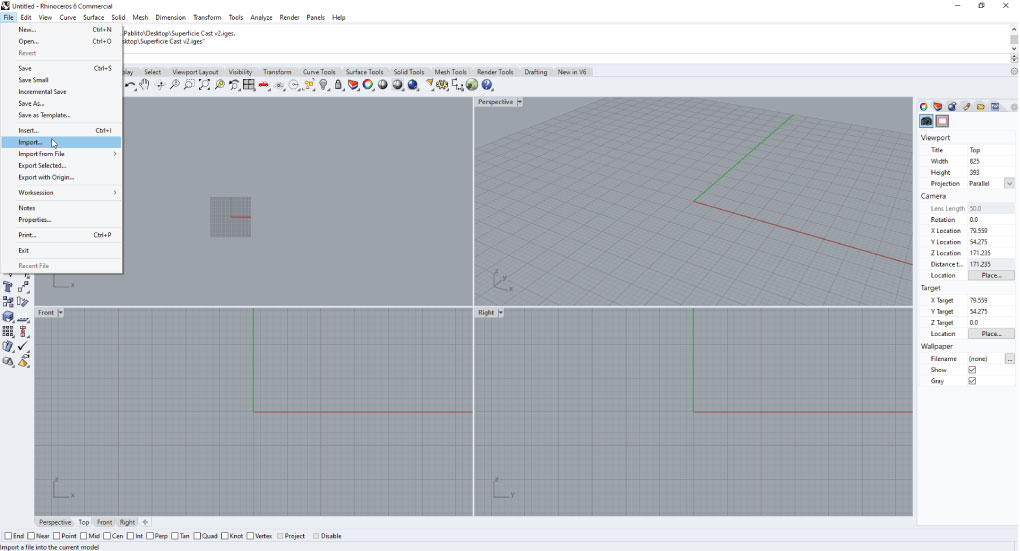 Untitled - Rhinoceros 6 Commercial
File Edit View Curve Surface Solid Mesh Dimension Transform Tools Analyze Render Panels Help
New... Ctrl+N
Open... Ctrl+O
Revert
Save Ctrl+S
Save Small
Incremental Save
Save As...
Save as Template...
Insert... Ctrl+I
Import...
Import from File
Export Selected...
Export with Origin...
Worksession
Notes
Properties...
Print... Ctrl+P
Exit
Recent File
Pablito\Desktop\Superficie Cast v2.iges.
sktop\Superficie Cast v2.iges"
play Select Viewport Layout Visibility Transform Curve Tools Surface Tools Solid Tools Mesh Tools Render Tools Drafting New in V6
x
Perspective
z y x
Front
z x
Right
z y
Viewport
Title Top
Width 825
Height 393
Projection Parallel
Camera
Lens Length 50.0
Rotation 0.0
X Location 79.559
Y Location 54.275
Z Location 171.235
Distance t... 171.235
Location Place...
Target
X Target 79.559
Y Target 54.275
Z Target 0.0
Location Place...
Wallpaper
Filename (none) ...
Show
Gray
Perspective Top Front Right
End Near Point Mid Cen Int Perp Tan Quad Knot Vertex Project Disable
Import a file into the current model